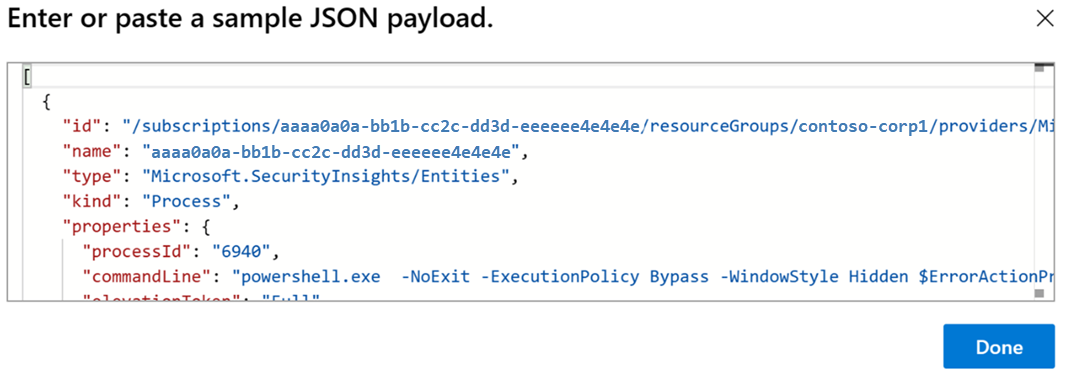 Enter or paste a sample JSON payload.
[
{
"id": "/subscriptions/aaaa0a0a-bb1b-cc2c-dd3d-eeeeee4e4e4e/resourceGroups/contoso-corp1/providers/Mi
"name": "aaaa0a0a-bb1b-cc2c-dd3d-eeeeee4e4e4e",
"type": "Microsoft.SecurityInsights/Entities",
"kind": "Process",
"properties": {
"processId": "6940",
"commandLine": "powershell.exe  -NoExit -ExecutionPolicy Bypass -WindowStyle Hidden $ErrorActionPr
"elevationToken": "Full"
Done